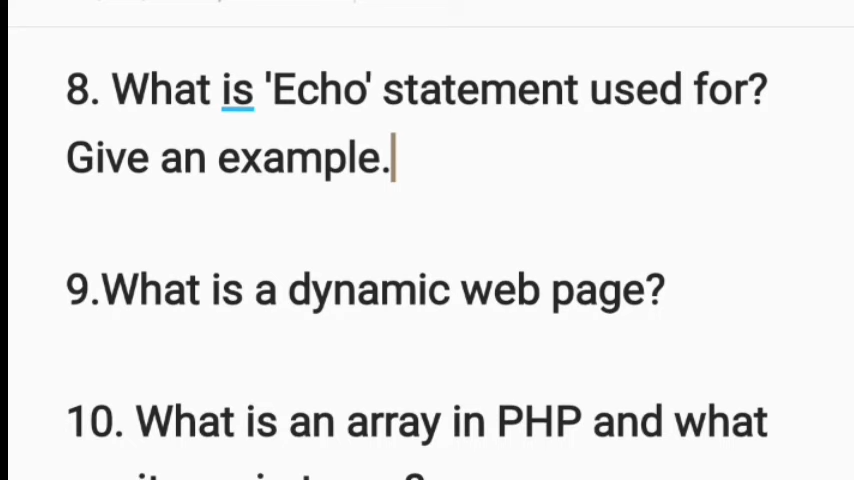 8. What is 'Echo' statement used for?
Give an example.
9.What is a dynamic web page?
10. What is an array in PHP and what